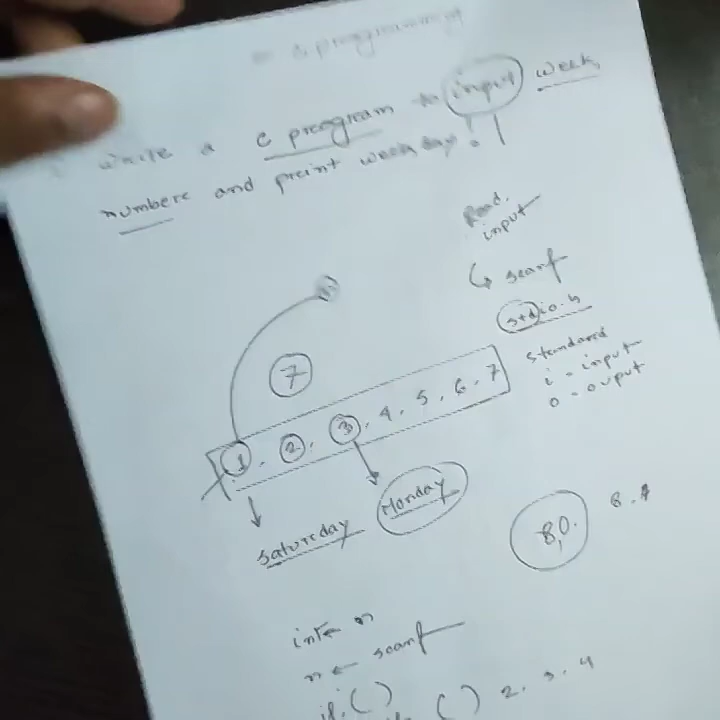 C programming
write a c program to input week
number and print week day.
Read.
input
scanf
stdio.h
standard
i = input
o = ouput
7
1. 2. 3. 4. 5. 6. 7
saturday
Monday
8,0.
int n
n ← scanf
if ( )
( ) 2. 3. 4